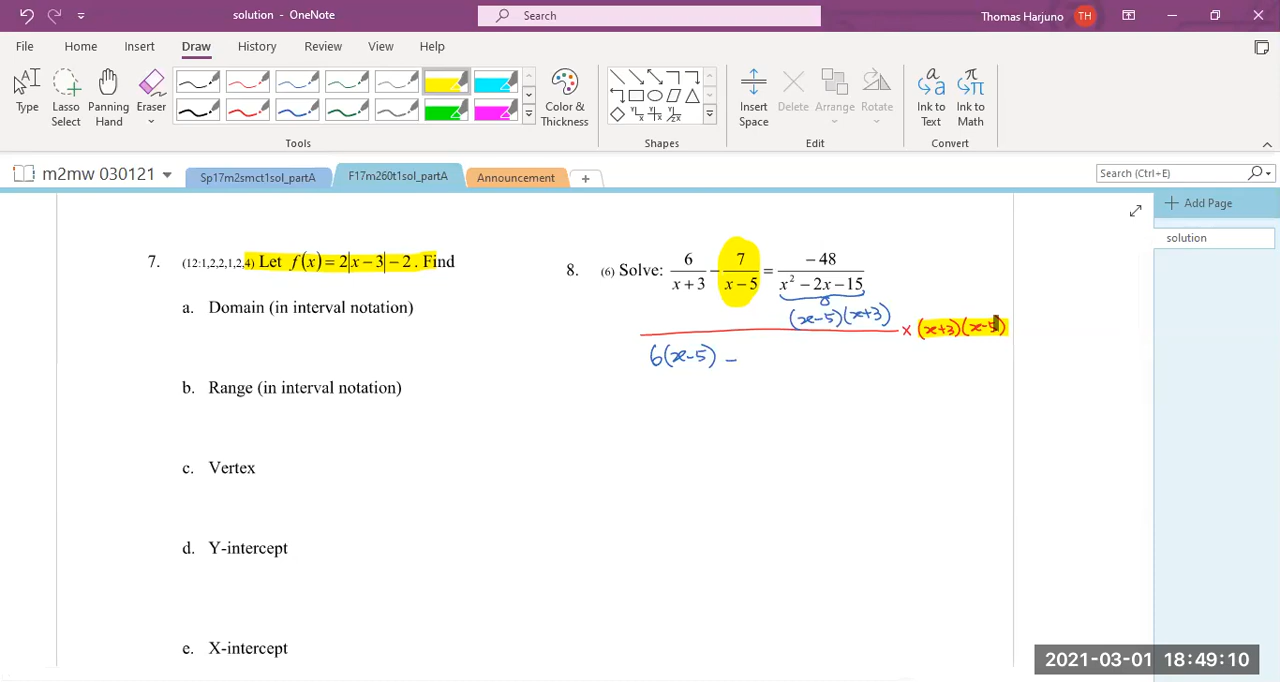 solution - OneNote
Search
Thomas Harjuno TH
File Home Insert Draw History Review View Help
Type
Lasso Select
Panning Hand
Eraser
Color & Thickness
Insert Space
Delete
Arrange
Rotate
Ink to Text
Ink to Math
Tools
Shapes
Edit
Convert
m2mw 030121
Sp17m2smct1sol_partA
F17m260t1sol_partA
Announcement
+
Search (Ctrl+E)
+ Add Page
solution
7. (12:1,2,2,1,2,4) Let f(x) = 2|x − 3| − 2. Find
a. Domain (in interval notation)
b. Range (in interval notation)
c. Vertex
d. Y-intercept
e. X-intercept
8. (6) Solve: 6/(x + 3) − 7/(x − 5) = −48/(x² − 2x − 15)
(x−5)(x+3)
× (x+3)(x−5)
6(x−5) −
2021-03-01 18:49:10